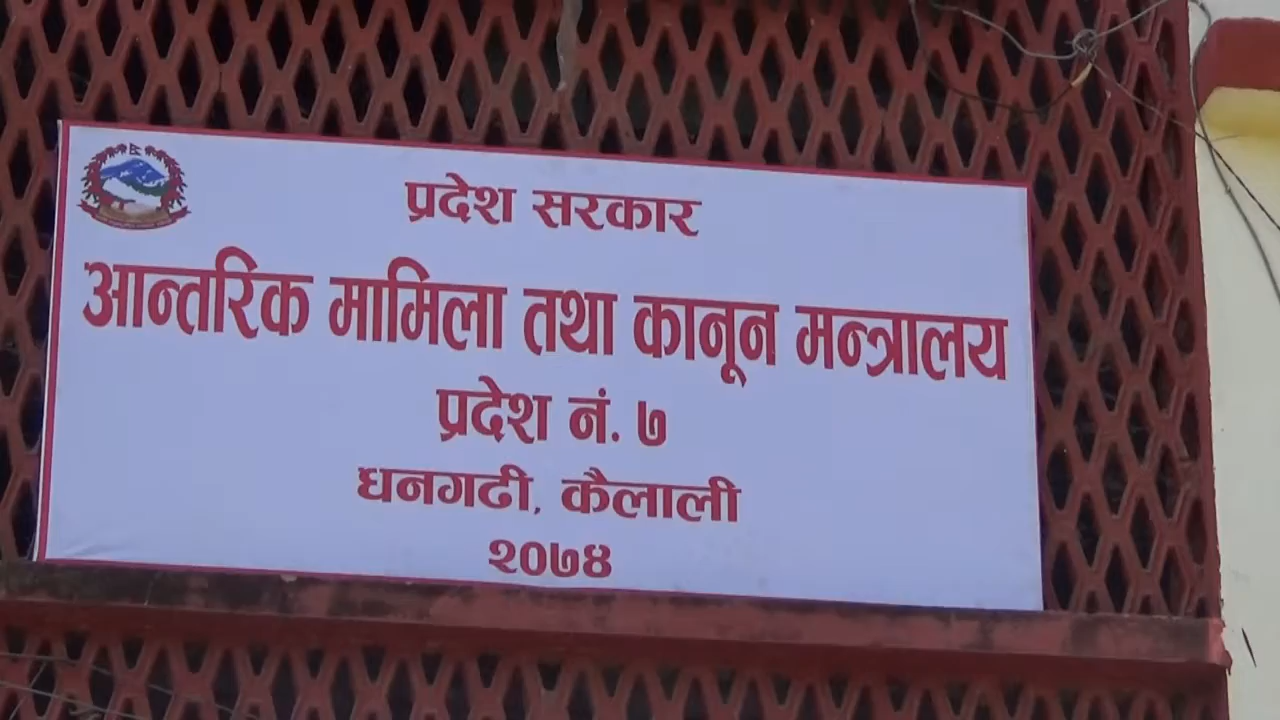 प्रदेश सरकार
आन्तरिक मामिला तथा कानून मन्त्रालय
प्रदेश नं. ७
धनगढी, कैलाली
२०७४